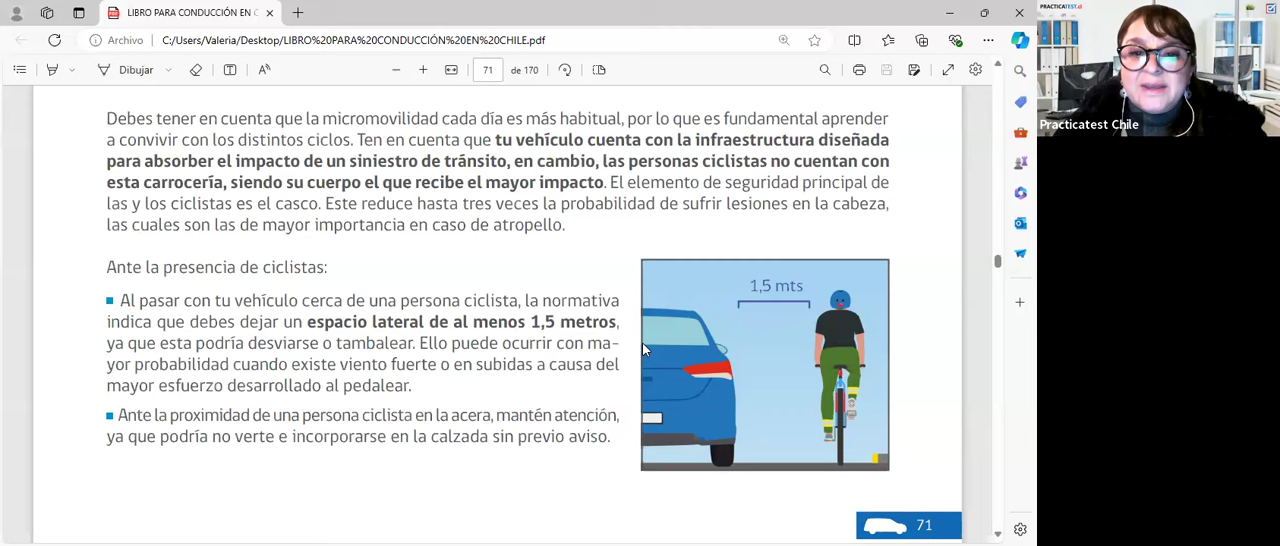 LIBRO PARA CONDUCCIÓN EN C
Archivo C:/Users/Valeria/Desktop/LIBRO%20PARA%20CONDUCCIÓN%20EN%20CHILE.pdf
Dibujar 71 de 170
PRACTICATEST.cl
Practicatest Chile
Debes tener en cuenta que la micromovilidad cada día es más habitual, por lo que es fundamental aprender
a convivir con los distintos ciclos. Ten en cuenta que tu vehículo cuenta con la infraestructura diseñada
para absorber el impacto de un siniestro de tránsito, en cambio, las personas ciclistas no cuentan con
esta carrocería, siendo su cuerpo el que recibe el mayor impacto. El elemento de seguridad principal de
las y los ciclistas es el casco. Este reduce hasta tres veces la probabilidad de sufrir lesiones en la cabeza,
las cuales son las de mayor importancia en caso de atropello.
Ante la presencia de ciclistas:
Al pasar con tu vehículo cerca de una persona ciclista, la normativa
indica que debes dejar un espacio lateral de al menos 1,5 metros,
ya que esta podría desviarse o tambalear. Ello puede ocurrir con ma-
yor probabilidad cuando existe viento fuerte o en subidas a causa del
mayor esfuerzo desarrollado al pedalear.
Ante la proximidad de una persona ciclista en la acera, mantén atención,
ya que podría no verte e incorporarse en la calzada sin previo aviso.
1,5 mts
71